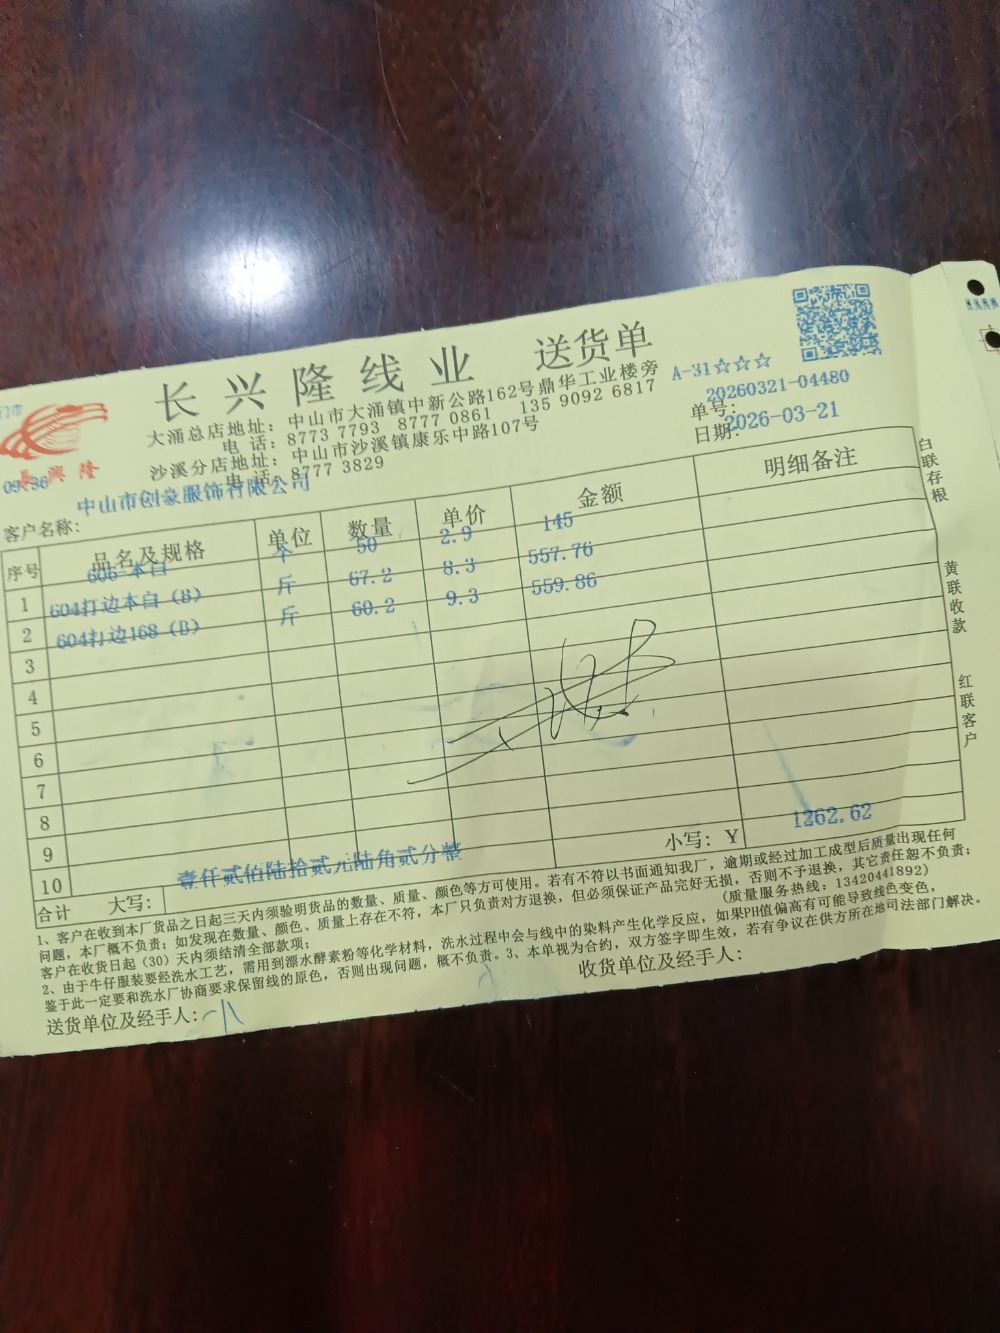 长兴隆线业 送货单
大涌总店地址: 中山市大涌镇中新公路162号鼎华工业楼旁
A-31☆☆☆
电 话: 8773 7793 8777 0861 135 9092 6817
单号: 20260321-04480
沙溪分店地址: 中山市沙溪镇康乐中路107号
日期: 2026-03-21
电 话: 8777 3829
長興隆
09:36
客户名称: 中山市创豪服饰有限公司
序号 品名及规格 单位 数量 单价 金额 明细备注
606 本白 个 50 2.9 145
1 604打边本白(B) 斤 67.2 8.3 557.76
2 604打边168(B) 斤 60.2 9.3 559.86
3
4
5
6
7
8
9
10
合计 大写: 壹仟贰佰陆拾贰元陆角贰分整 小写: Y 1262.62
白联存根
黄联收款
红联客户
1、客户在收到本厂货品之日起三天内须验明货品的数量、质量、颜色等方可使用。若有不符以书面通知我厂, 逾期或经过加工成型后质量出现任何
问题, 本厂概不负责; 如发现在数量、颜色、质量上存在不符, 本厂只负责对方退换, 但必须保证产品完好无损, 否则不予退换, 其它责任恕不负责;
客户在收货日起(30)天内须结清全部款项; (质量服务热线: 13420441892)
2、由于牛仔服装要经洗水工艺, 需用到漂水酵素粉等化学材料, 洗水过程中会与线中的染料产生化学反应, 如果PH值偏高有可能导致线色变色,
鉴于此一定要和洗水厂协商要求保留线的原色, 否则出现问题, 概不负责。3、本单视为合约, 双方签字即生效, 若有争议在供方所在地司法部门解决。
送货单位及经手人: 收货单位及经手人: